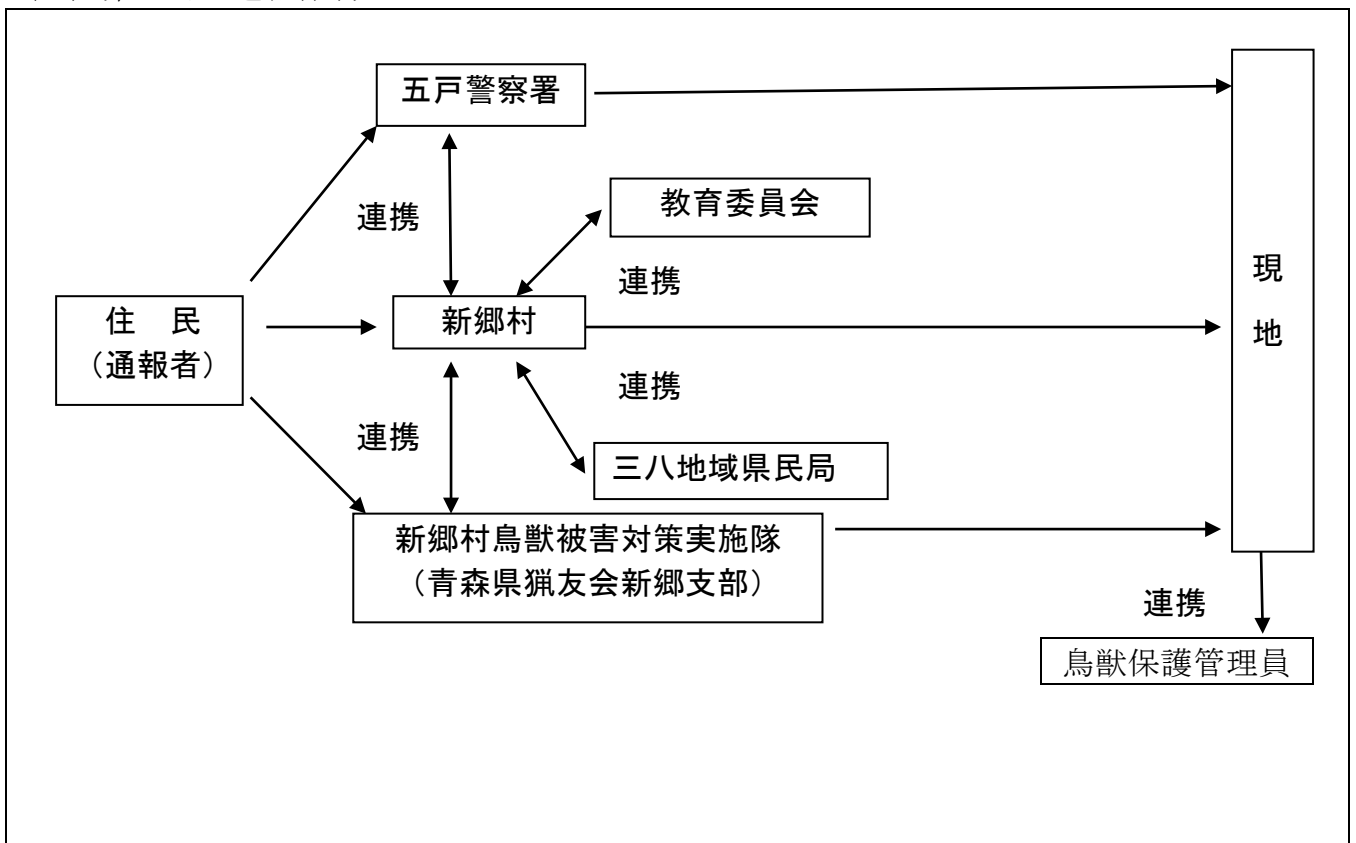 五戸警察署
連携
教育委員会
連携
住　民
（通報者）
新郷村
現
地
連携
連携
三八地域県民局
新郷村鳥獣被害対策実施隊
（青森県猟友会新郷支部）
連携
鳥獣保護管理員